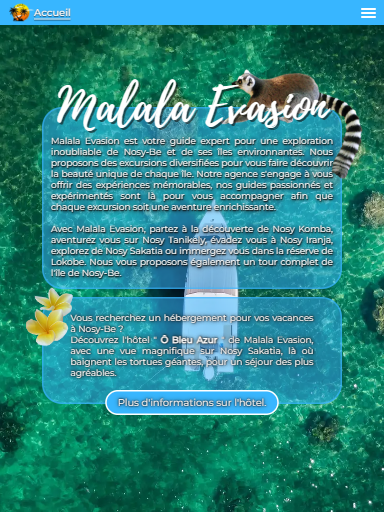 Accueil
Malala Evasion
Malala Evasion est votre guide expert pour une exploration
inoubliable de Nosy-Be et de ses îles environnantes. Nous
proposons des excursions diversifiées pour vous faire découvrir
la beauté unique de chaque île. Notre agence s'engage à vous
offrir des expériences mémorables, nos guides passionnés et
expérimentés sont là pour vous accompagner afin que
chaque excursion soit une aventure enrichissante.
Avec Malala Evasion, partez à la découverte de Nosy Komba,
aventurez vous sur Nosy Tanikely, évadez vous à Nosy Iranja,
explorez de Nosy Sakatia ou immergez vous dans la réserve de
Lokobe. Nous vous proposons également un tour complet de
l'île de Nosy-Be.
Vous recherchez un hébergement pour vos vacances
à Nosy-Be ?
Découvrez l'hôtel " Ô Bleu Azur " de Malala Evasion,
avec une vue magnifique sur Nosy Sakatia, là où
baignent les tortues géantes, pour un séjour des plus
agréables.
Plus d'informations sur l'hôtel.